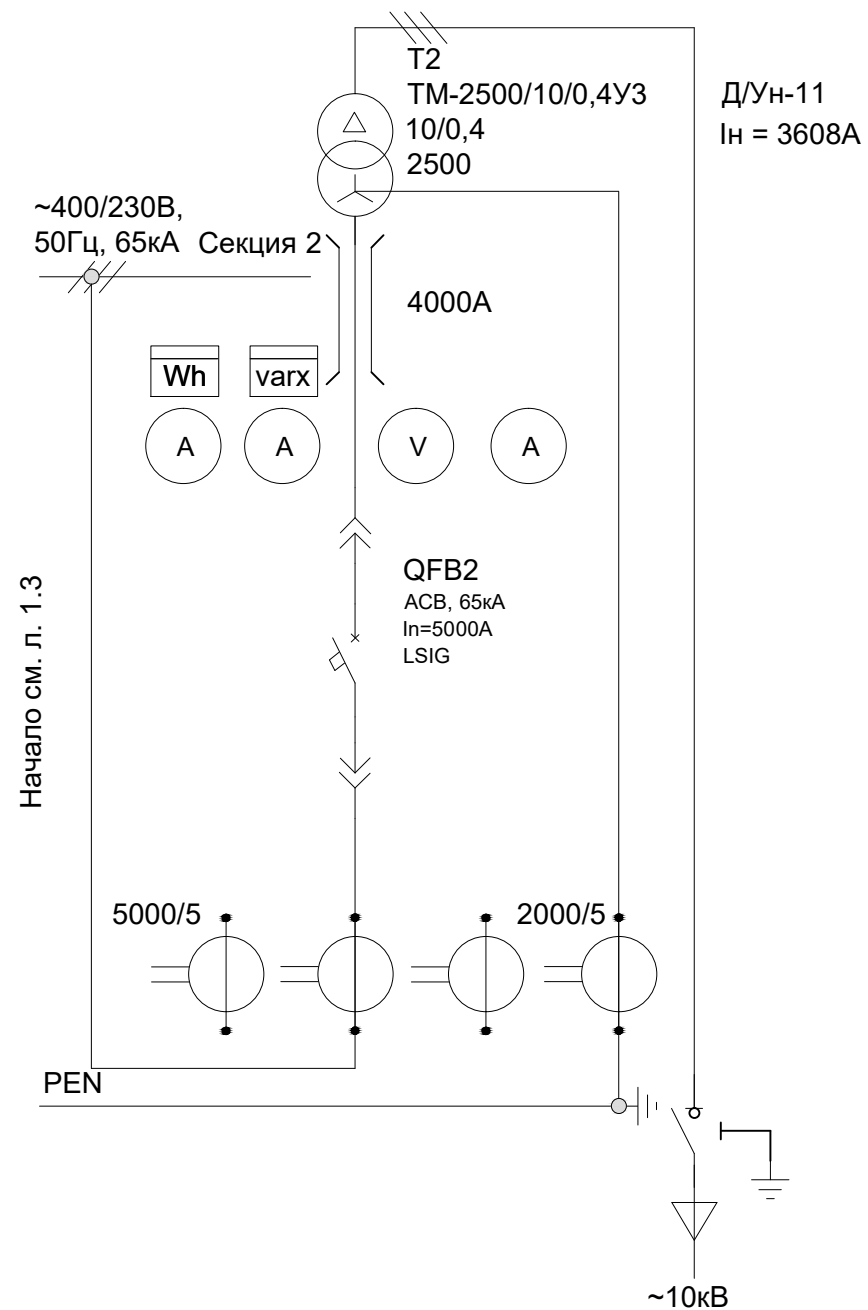 T2
ТМ-2500/10/0,4У3
10/0,4
2500
Д/Ун-11
Iн = 3608А
~400/230В,
50Гц, 65кА
Секция 2
4000А
Wh
varx
A
A
V
A
QFB2
ACB, 65кА
In=5000А
LSIG
Начало см. л. 1.3
5000/5
2000/5
PEN
~10кВ